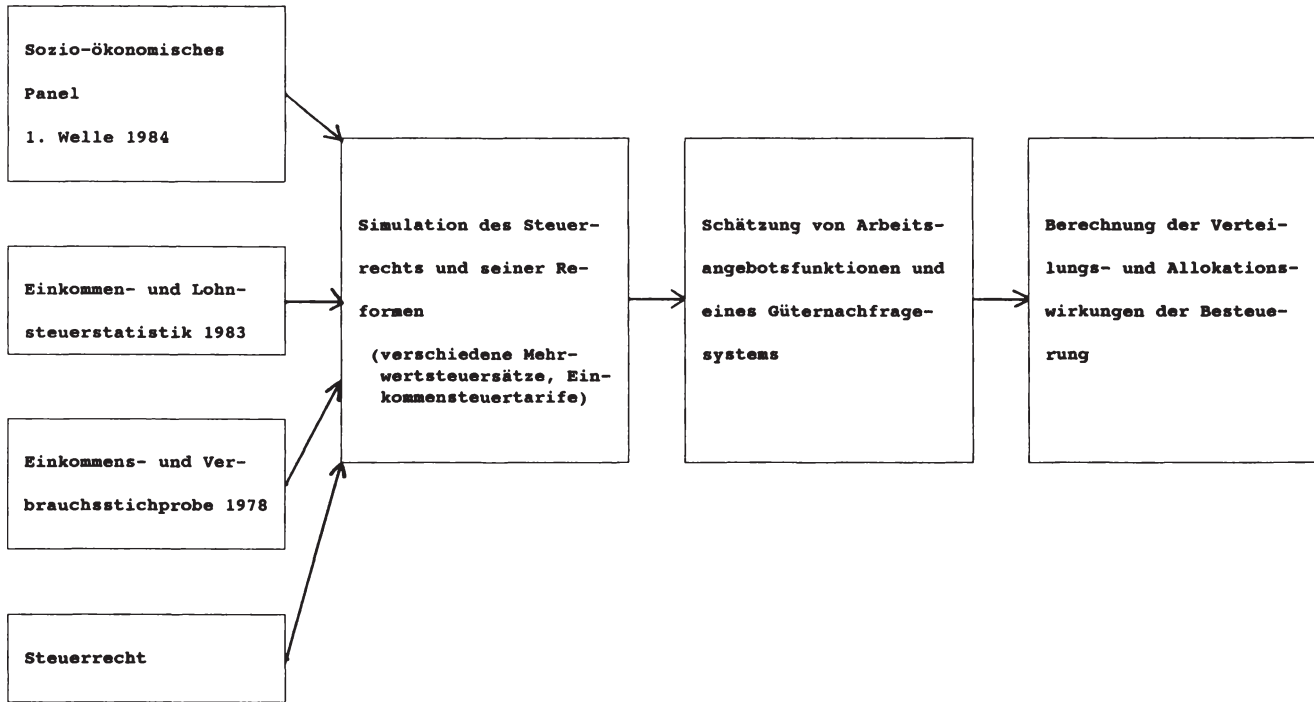 Sozio-ökonomisches
Panel
1. Welle 1984
Einkommen- und Lohn-
steuerstatistik 1983
Einkommens- und Ver-
brauchsstichprobe 1978
Steuerrecht
Simulation des Steuer-
rechts und seiner Re-
formen
(verschiedene Mehr-
wertsteuersätze, Ein-
kommensteuertarife)
Schätzung von Arbeits-
angebotsfunktionen und
eines Güternachfrage-
systems
Berechnung der Vertei-
lungs- und Allokations-
wirkungen der Besteue-
rung